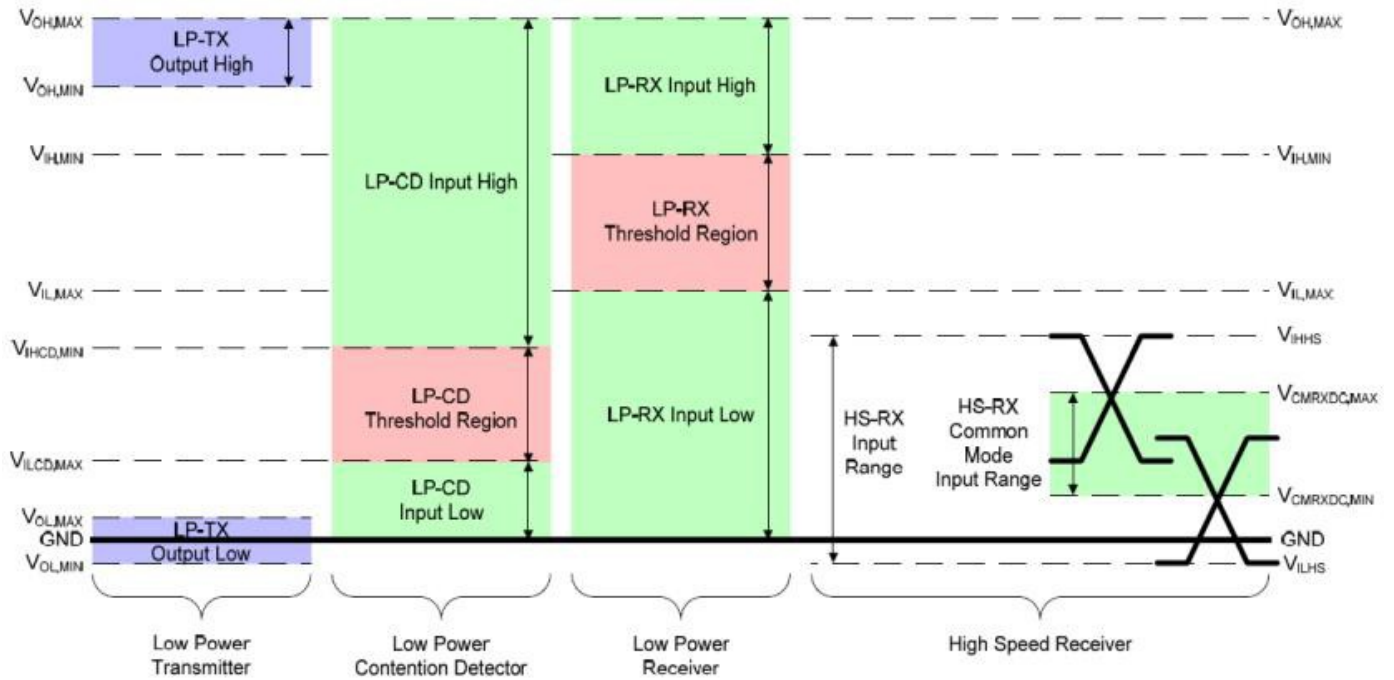 VOH,MAX
LP-TX
Output High
VOH,MIN
VIH,MIN
VIL,MAX
VIHCD,MIN
VILCD,MAX
VOL,MAX
GND
LP-TX
Output Low
VOL,MIN
LP-CD Input High
LP-CD
Threshold Region
LP-CD
Input Low
LP-RX Input High
LP-RX
Threshold Region
LP-RX Input Low
HS-RX
Input
Range
HS-RX
Common
Mode
Input Range
VOH,MAX
VIH,MIN
VIL,MAX
VIHHS
VCMRXDC,MAX
VCMRXDC,MIN
GND
VILHS
Low Power
Transmitter
Low Power
Contention Detector
Low Power
Receiver
High Speed Receiver